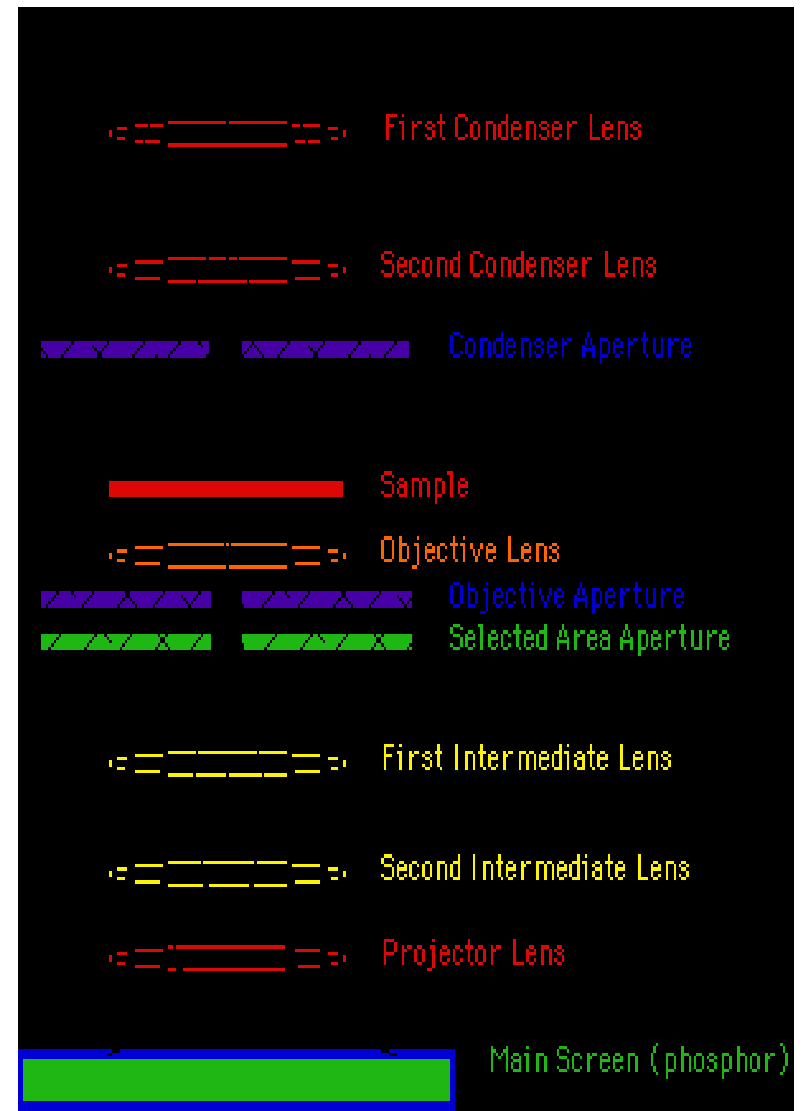 First Condenser Lens
Second Condenser Lens
Condenser Aperture
Sample
Objective Lens
Objective Aperture
Selected Area Aperture
First Intermediate Lens
Second Intermediate Lens
Projector Lens
Main Screen (phosphor)